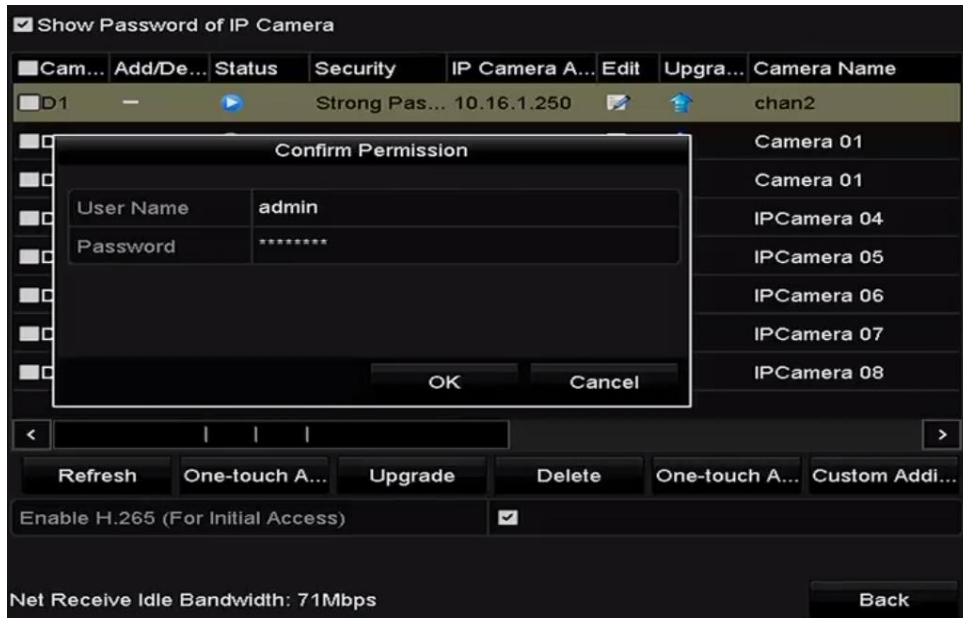 Show Password of IP Camera
Cam... Add/De... Status Security IP Camera A... Edit Upgra... Camera Name
D1 — Strong Pas... 10.16.1.250 chan2
D Camera 01
D Camera 01
D IPCamera 04
D IPCamera 05
D IPCamera 06
D IPCamera 07
D IPCamera 08
Confirm Permission
User Name admin
Password ********
OK Cancel
< >
Refresh One-touch A... Upgrade Delete One-touch A... Custom Addi...
Enable H.265 (For Initial Access)
Net Receive Idle Bandwidth: 71Mbps Back